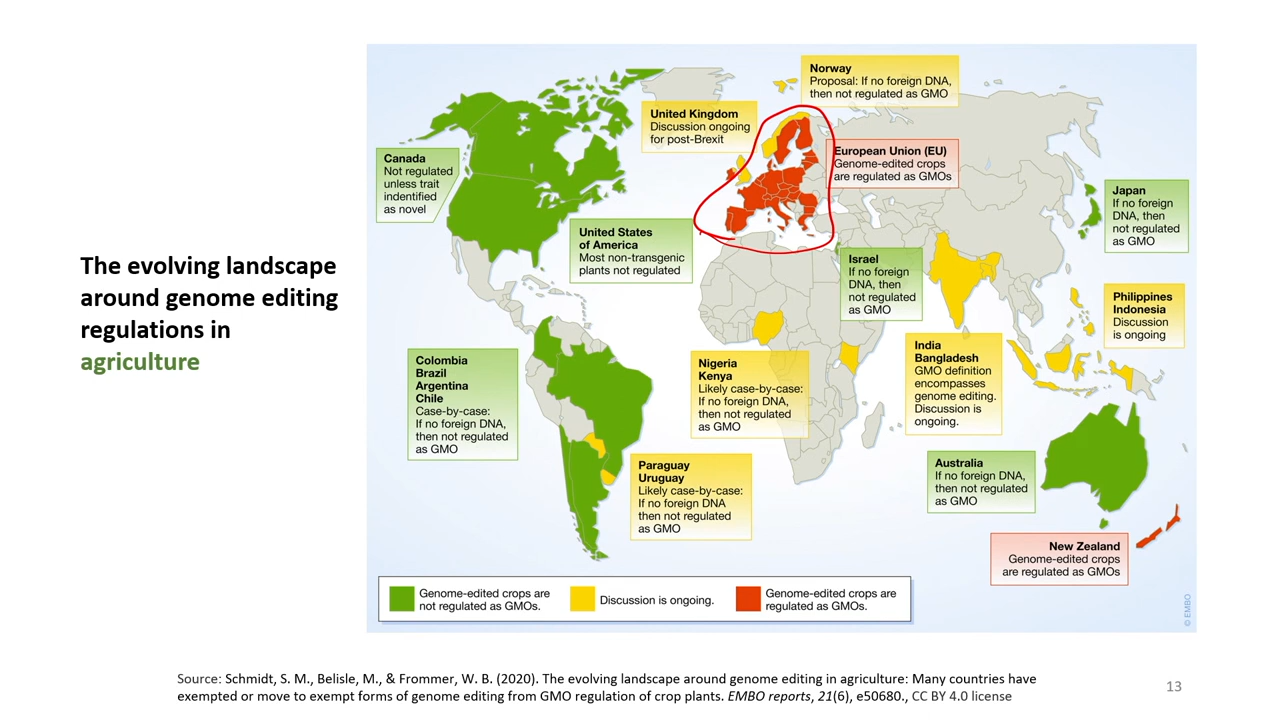 The evolving landscape
around genome editing
regulations in
agriculture
Norway
Proposal: If no foreign DNA,
then not regulated as GMO
United Kingdom
Discussion ongoing
for post-Brexit
European Union (EU)
Genome-edited crops
are regulated as GMOs
Canada
Not regulated
unless trait
indentified
as novel
United States
of America
Most non-transgenic
plants not regulated
Japan
If no foreign
DNA, then
not regulated
as GMO
Israel
If no foreign
DNA, then
not regulated
as GMO
Philippines
Indonesia
Discussion
is ongoing
India
Bangladesh
GMO definition
encompasses
genome editing.
Discussion is
ongoing.
Colombia
Brazil
Argentina
Chile
Case-by-case:
If no foreign DNA,
then not regulated
as GMO
Nigeria
Kenya
Likely case-by-case:
If no foreign DNA,
then not regulated
as GMO
Paraguay
Uruguay
Likely case-by-case:
If no foreign DNA
then not regulated
as GMO
Australia
If no foreign DNA,
then not regulated
as GMO
New Zealand
Genome-edited crops
are regulated as GMOs
Genome-edited crops are
not regulated as GMOs.
Discussion is ongoing.
Genome-edited crops are
regulated as GMOs.
© EMBO
Source: Schmidt, S. M., Belisle, M., & Frommer, W. B. (2020). The evolving landscape around genome editing in agriculture: Many countries have
exempted or move to exempt forms of genome editing from GMO regulation of crop plants. EMBO reports, 21(6), e50680., CC BY 4.0 license
13